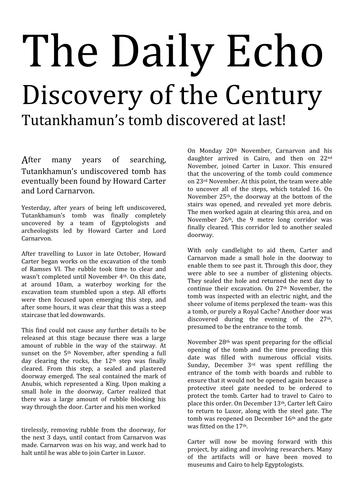 The Daily Echo
Discovery of the Century
Tutankhamun's tomb discovered at last!
After many years of searching,
Tutankhamun's undiscovered tomb has
eventually been found by Howard Carter
and Lord Carnarvon.
Yesterday, after years of being left undiscovered,
Tutankhamun's tomb was finally completely
uncovered by a team of Egyptologists and
archeologists led by Howard Carter and Lord
Carnarvon.
After travelling to Luxor in late October, Howard
Carter began works on the excavation of the tomb
of Ramses VI. The rubble took time to clear and
wasn't completed until November 4th. On this date,
at around 10am, a waterboy working for the
excavation team stumbled upon a step. All efforts
were then focused upon emerging this step, and
after some hours, it was clear that this was a steep
staircase that led downwards.
This find could not cause any further details to be
released at this stage because there was a large
amount of rubble in the way of the stairway. At
sunset on the 5th November, after spending a full
day clearing the rocks, the 12th step was finally
cleared. From this step, a sealed and plastered
doorway emerged. The seal contained the mark of
Anubis, which represented a King. Upon making a
small hole in the doorway, Carter realized that
there was a large amount of rubble blocking his
way through the door. Carter and his men worked
tirelessly, removing rubble from the doorway, for
the next 3 days, until contact from Carnarvon was
made. Carnarvon was on his way, and work had to
halt until he was able to join Carter in Luxor.
On Monday 20th November, Carnarvon and his
daughter arrived in Cairo, and then on 22nd
November, joined Carter in Luxor. This ensured
that the uncovering of the tomb could commence
on 23rd November. At this point, the team were able
to uncover all of the steps, which totaled 16. On
November 25th, the doorway at the bottom of the
stairs was opened, and revealed yet more debris.
The men worked again at clearing this area, and on
November 26th, the 9 metre long corridor was
finally cleared. This corridor led to another sealed
doorway.
With only candlelight to aid them, Carter and
Carnarvon made a small hole in the doorway to
enable them to see past it. Through this door, they
were able to see a number of glistening objects.
They sealed the hole and returned the next day to
continue their excavation. On 27th November, the
tomb was inspected with an electric night, and the
sheer volume of items perplexed the team- was this
a tomb, or purely a Royal Cache? Another door was
discovered during the evening of the 27th,
presumed to be the entrance to the tomb.
November 28th was spent preparing for the official
opening of the tomb and the time preceding this
date was filled with numerous official visits.
Sunday, December 3rd was spent refilling the
entrance of the tomb with boards and rubble to
ensure that it would not be opened again because a
protective steel gate needed to be ordered to
protect the tomb. Carter had to travel to Cairo to
place this order. On December 13th, Carter left Cairo
to return to Luxor, along with the steel gate. The
tomb was reopened on December 16th and the gate
was fitted on the 17th.
Carter will now be moving forward with this
project, by aiding and involving researchers. Many
of the artifacts will or have been moved to
museums and Cairo to help Egyptologists.